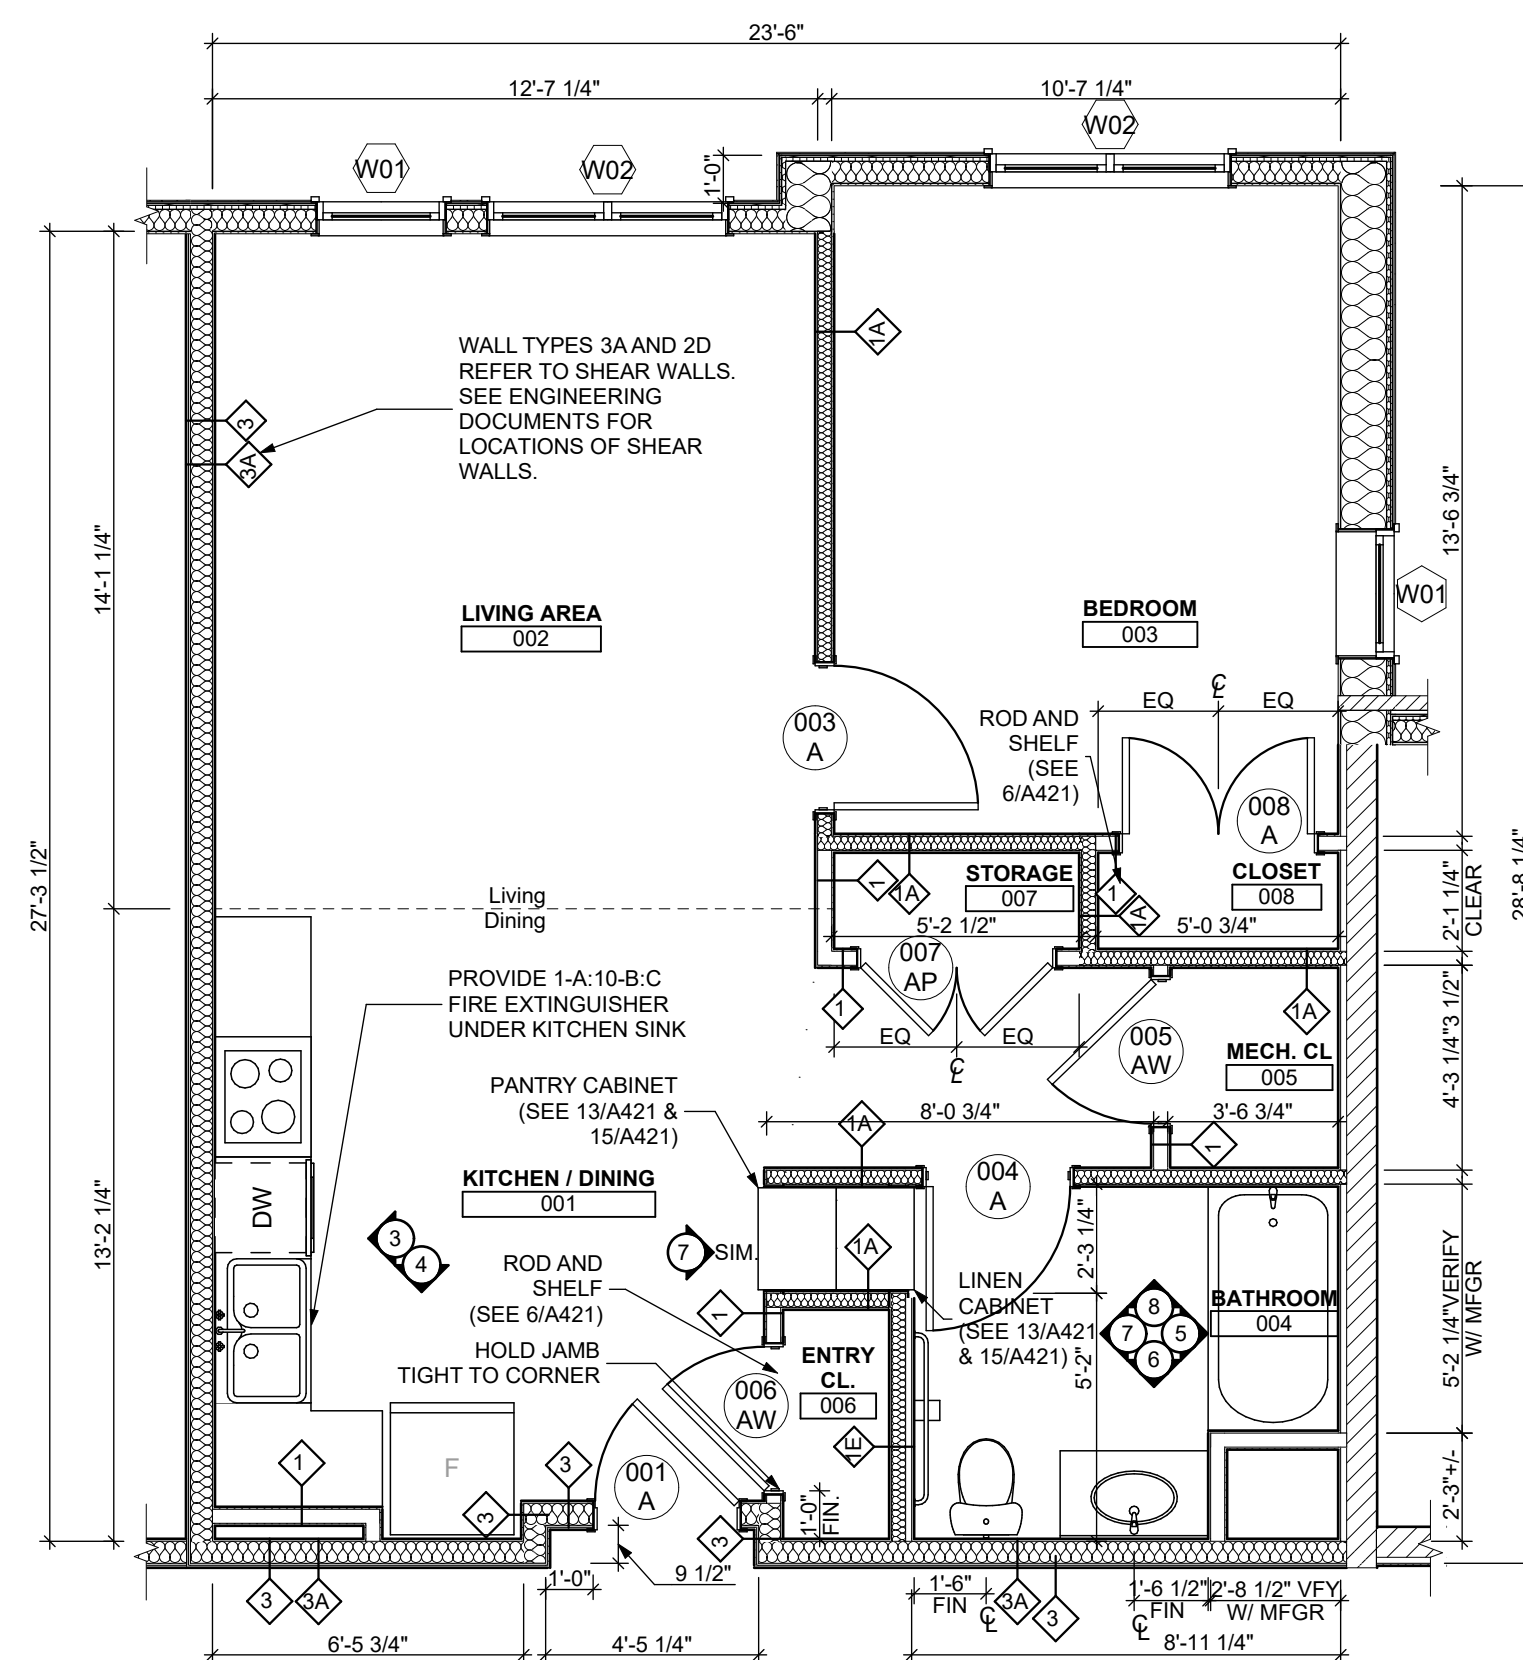 23'-6"
12'-7 1/4"
10'-7 1/4"
W01
W02
1'-0"
W02
1A
WALL TYPES 3A AND 2D
REFER TO SHEAR WALLS.
SEE ENGINEERING
DOCUMENTS FOR
LOCATIONS OF SHEAR
WALLS.
3
3A
14'-1 1/4"
27'-3 1/2"
13'-2 1/4"
13'-6 3/4"
28'-8 1/4"
LIVING AREA
002
BEDROOM
003
W01
003
A
ROD AND
SHELF
(SEE
6/A421)
EQ
℄
EQ
008
A
Living
Dining
1
1A
STORAGE
007
5'-2 1/2"
1
1A
CLOSET
008
5'-0 3/4"
2'-1 1/4"
CLEAR
007
AP
1
EQ
EQ
℄
PROVIDE 1-A:10-B:C
FIRE EXTINGUISHER
UNDER KITCHEN SINK
005
AW
MECH. CL
005
1A
3 1/2"
4'-3 1/4"
PANTRY CABINET
(SEE 13/A421 &
15/A421)
8'-0 3/4"
3'-6 3/4"
1A
1
KITCHEN / DINING
001
004
A
DW
3
4
7
SIM.
1A
2'-3 1/4"
ROD AND
SHELF
(SEE 6/A421)
1
LINEN
CABINET
(SEE 13/A421
& 15/A421)
5'-2"
8
7
5
6
BATHROOM
004
5'-2 1/4"VERIFY
W/ MFGR
HOLD JAMB
TIGHT TO CORNER
ENTRY
CL.
006
006
AW
1E
F
1
3
3
001
A
3
1'-0"
FIN.
2'-3"+/-
3
3A
1'-0"
9 1/2"
1'-6"
FIN
℄
3A
3
1'-6 1/2"
FIN
℄
2'-8 1/2" VFY
W/ MFGR
6'-5 3/4"
4'-5 1/4"
8'-11 1/4"